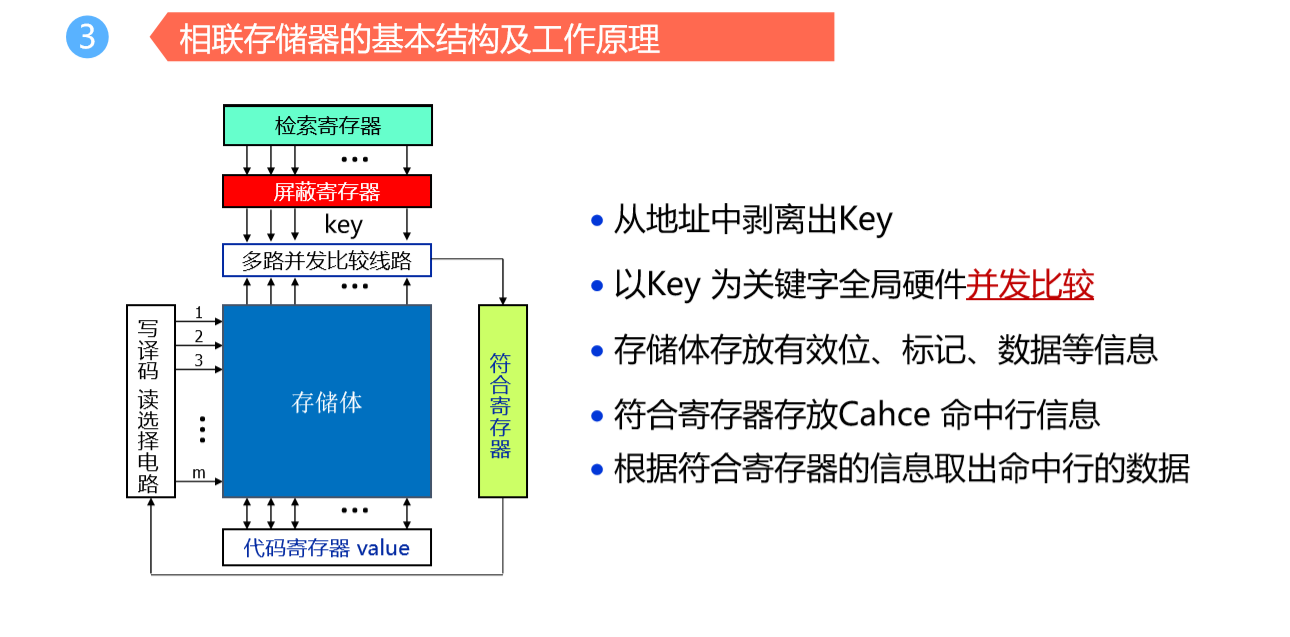 3
相联存储器的基本结构及工作原理
检索寄存器
屏蔽寄存器
key
多路并发比较线路
1
2
3
m
写译码 读选择电路
存储体
符合寄存器
代码寄存器 value
从地址中剥离出Key
以Key 为关键字全局硬件并发比较
存储体存放有效位、标记、数据等信息
符合寄存器存放Cahce 命中行信息
根据符合寄存器的信息取出命中行的数据